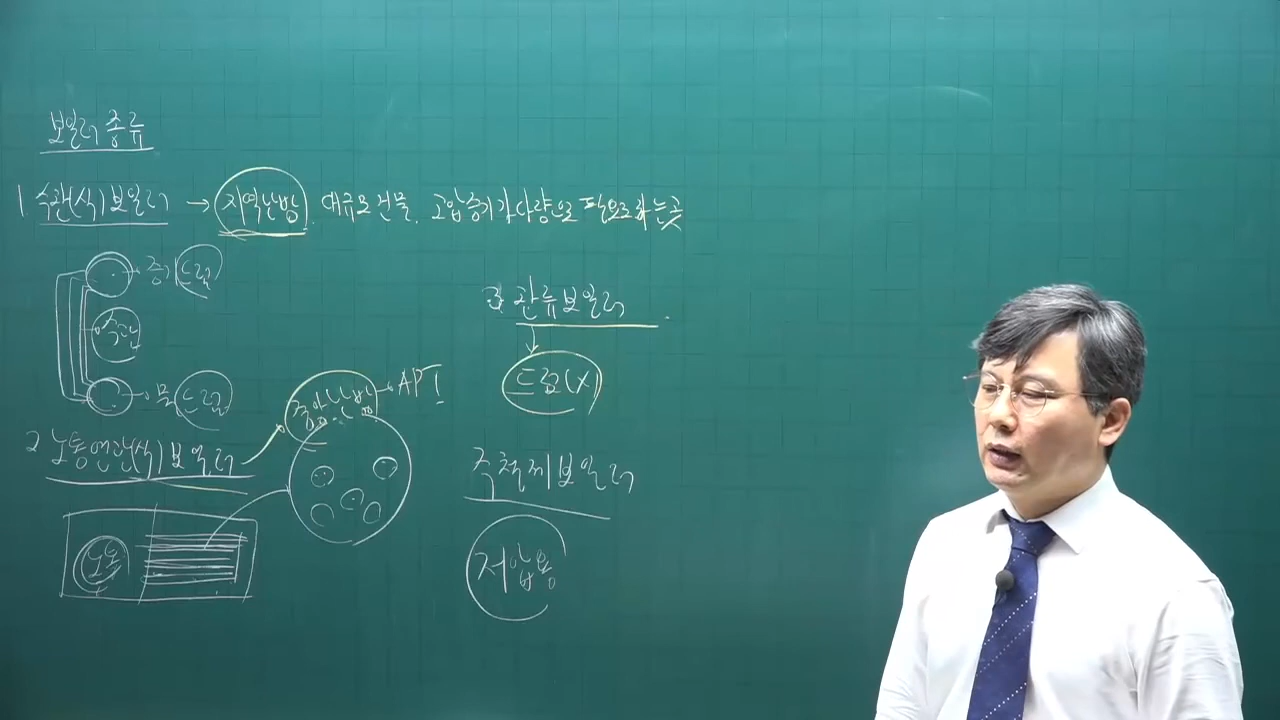 보일러 종류
1 수관(식)보일러 → 지역난방. 대규모건물. 고압증기가 다량으로 필요로하는곳
증기드럼
수관
물드럼
2 노통연관(식)보일러
중앙난방 → APT
노통
3 관류보일러
드럼(X)
주철제보일러
저압용